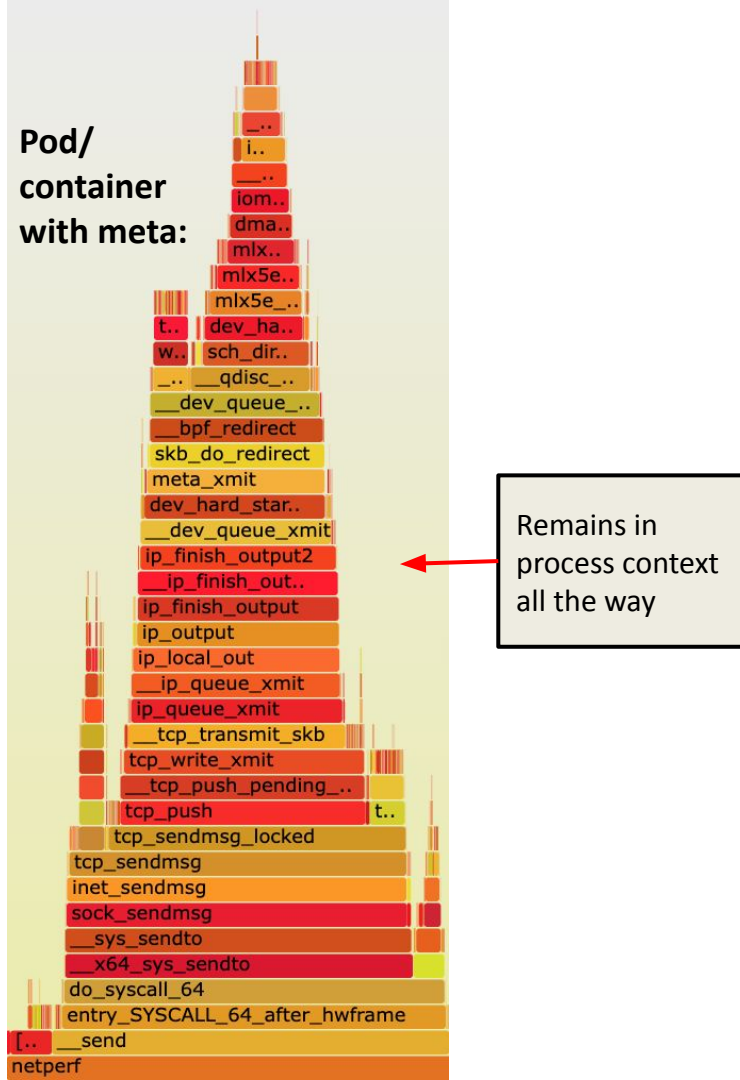 Pod/
container
with meta:
_..
i..
__..
iom..
dma..
mlx..
mlx5e..
mlx5e_..
t..
dev_ha..
w..
sch_dir..
_..
__qdisc_..
__dev_queue_..
__bpf_redirect
skb_do_redirect
meta_xmit
dev_hard_star..
__dev_queue_xmit
ip_finish_output2
__ip_finish_out..
ip_finish_output
ip_output
ip_local_out
__ip_queue_xmit
ip_queue_xmit
__tcp_transmit_skb
tcp_write_xmit
__tcp_push_pending_..
tcp_push
t..
tcp_sendmsg_locked
tcp_sendmsg
inet_sendmsg
sock_sendmsg
__sys_sendto
__x64_sys_sendto
do_syscall_64
entry_SYSCALL_64_after_hwframe
[..
__send
netperf
Remains in
process context
all the way